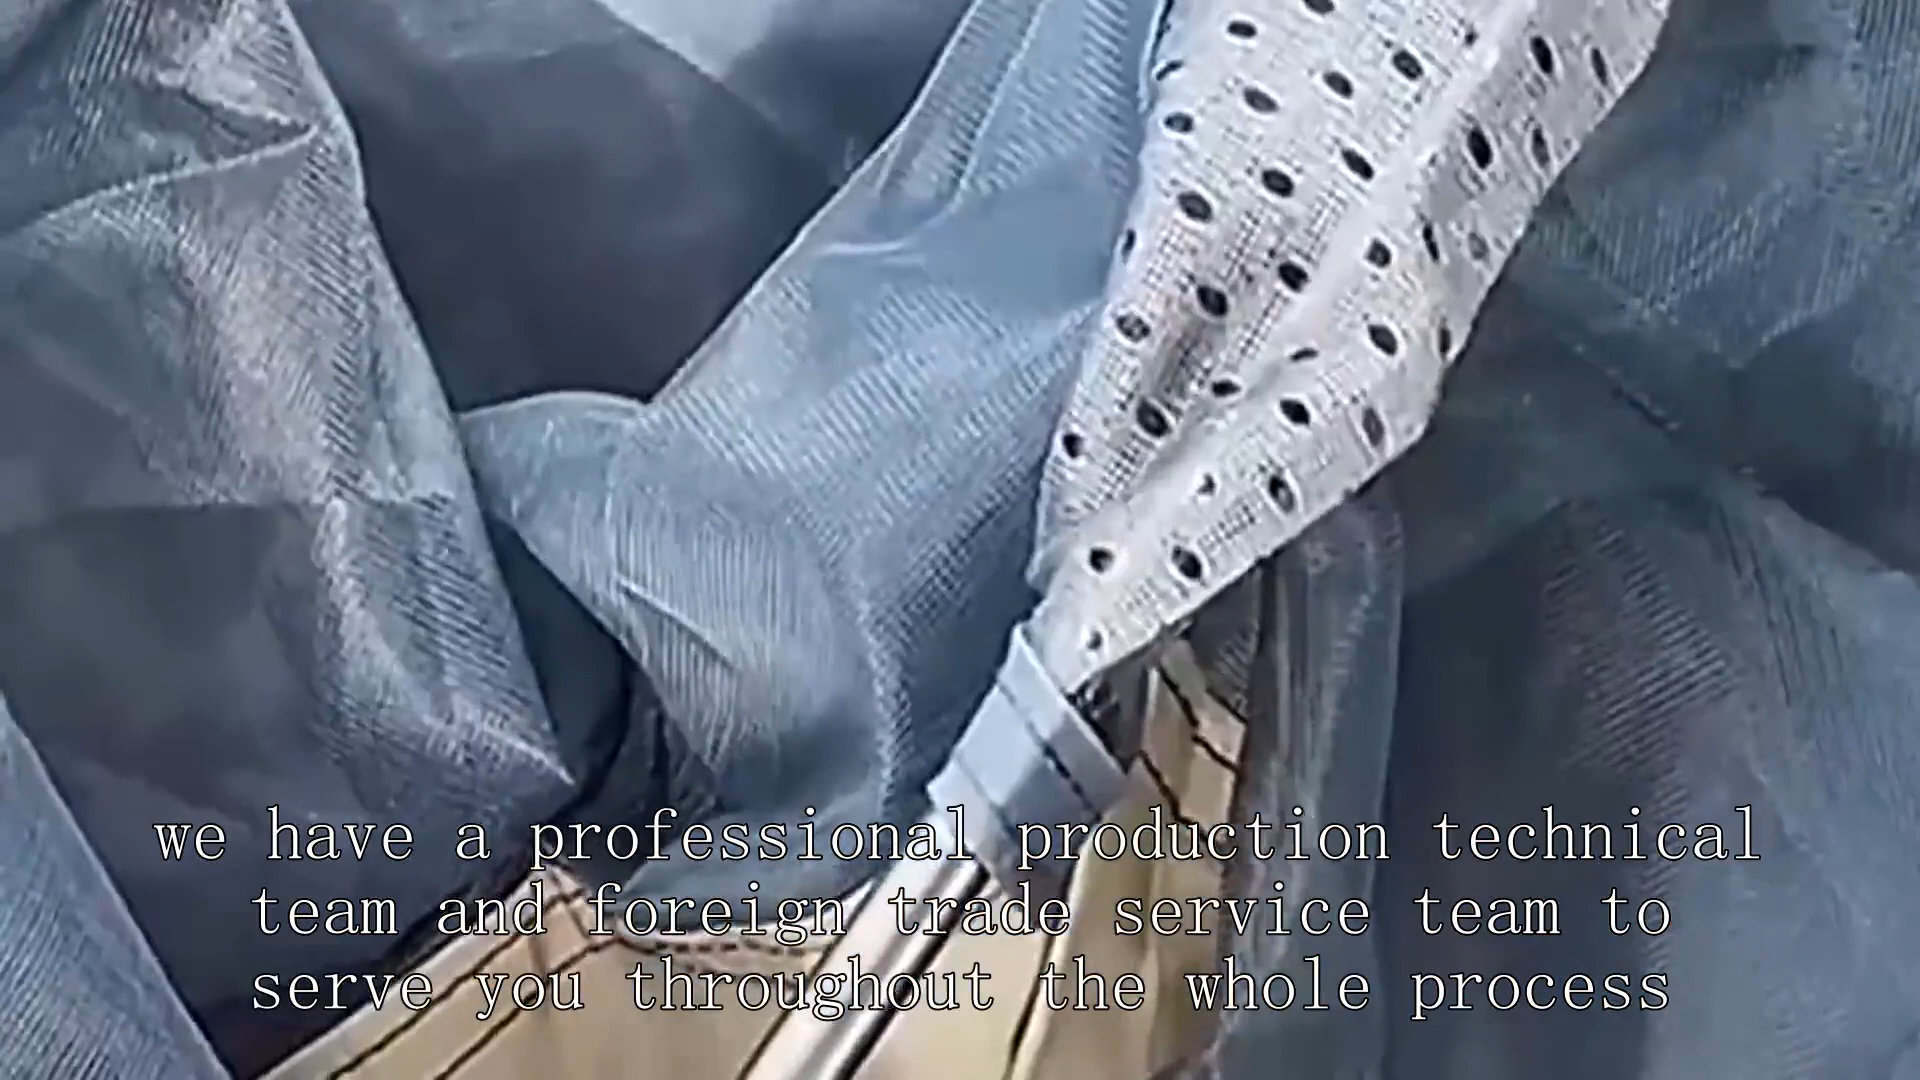 we have a professional production technical
team and foreign trade service team to
serve you throughout the whole process